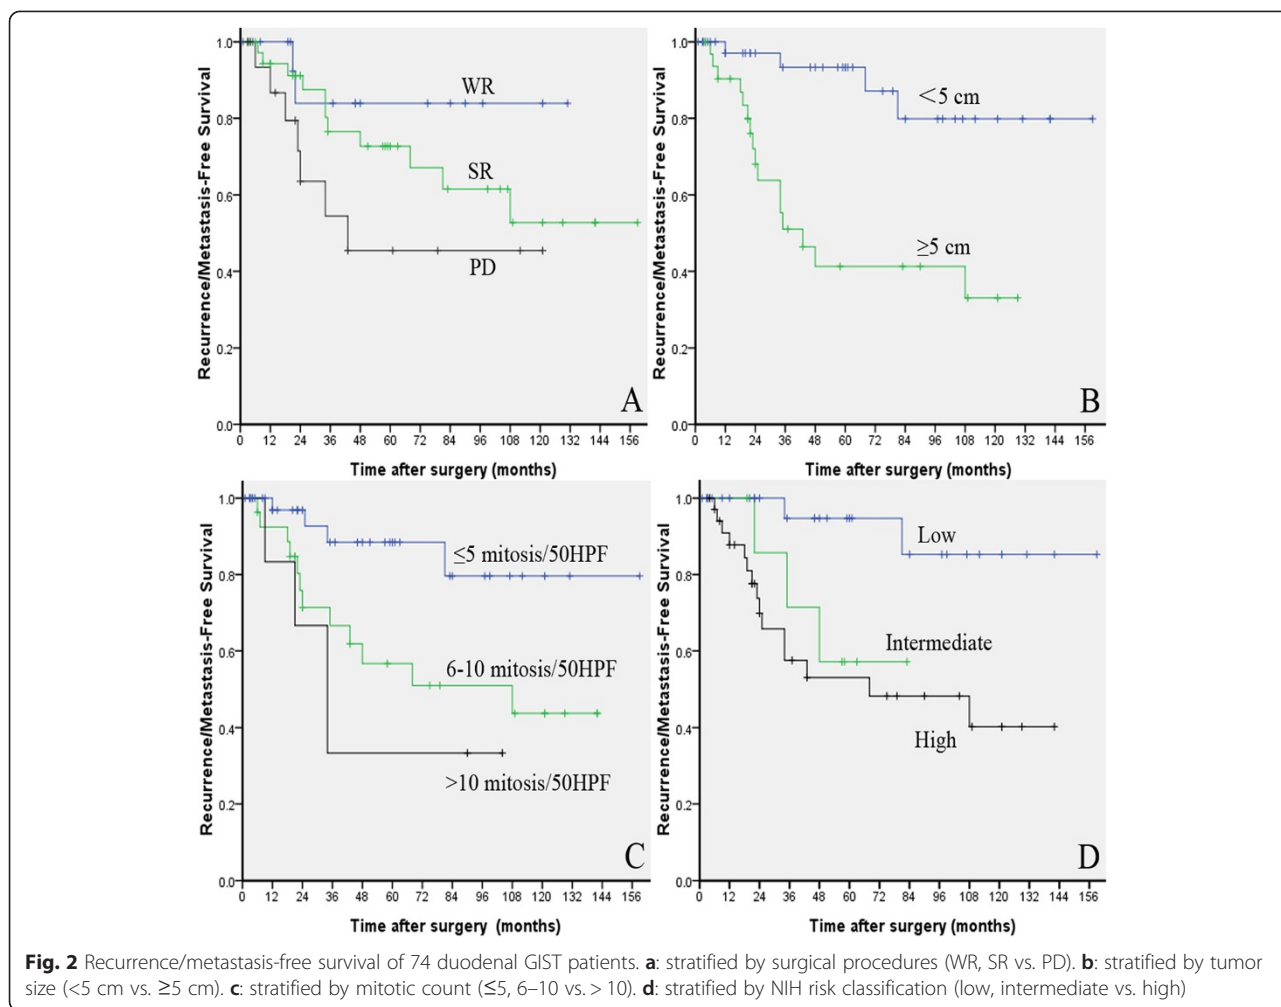 Recurrence/Metastasis-Free Survival
1.0
0.8
0.6
0.4
0.2
0.0
WR
SR
PD
A
0 12 24 36 48 60 72 84 96 108 120 132 144 156
Time after surgery (months)
Recurrence/Metastasis-Free Survival
1.0
0.8
0.6
0.4
0.2
0.0
<5 cm
≥5 cm
B
0 12 24 36 48 60 72 84 96 108 120 132 144 156
Time after surgery (months)
Recurrence/Metastasis-Free Survival
1.0
0.8
0.6
0.4
0.2
0.0
≤5 mitosis/50HPF
6-10 mitosis/50HPF
>10 mitosis/50HPF
C
0 12 24 36 48 60 72 84 96 108 120 132 144 156
Time after surgery (months)
Recurrence/Metastasis-Free Survival
1.0
0.8
0.6
0.4
0.2
0.0
Low
Intermediate
High
D
0 12 24 36 48 60 72 84 96 108 120 132 144 156
Time after surgery (months)
Fig. 2 Recurrence/metastasis-free survival of 74 duodenal GIST patients. a: stratified by surgical procedures (WR, SR vs. PD). b: stratified by tumor
size (<5 cm vs. ≥5 cm). c: stratified by mitotic count (≤5, 6–10 vs. > 10). d: stratified by NIH risk classification (low, intermediate vs. high)